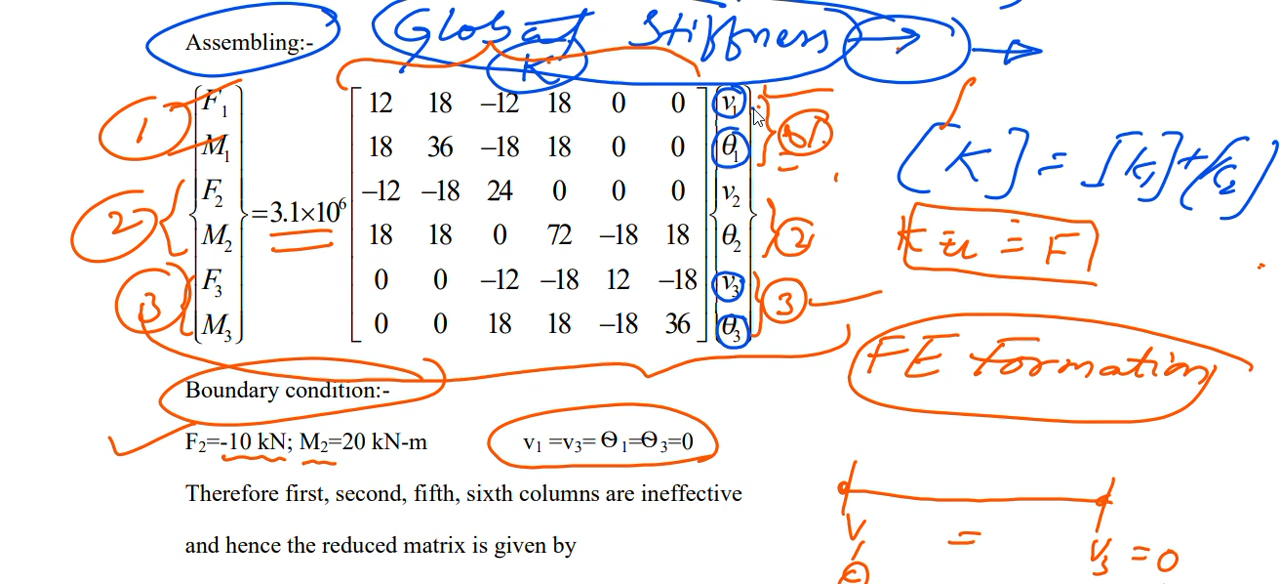 Assembling:- Global Stiffness →
K
1 F₁ 12 18 −12 18 0 0 v₁
M₁ 18 36 −18 18 0 0 θ₁ [K] = [k₁]+[k₂]
2 F₂ −12 −18 24 0 0 0 v₂
=3.1×10⁶
M₂ 18 18 0 72 −18 18 θ₂ 2 K u = F
3 F₃ 0 0 −12 −18 12 −18 v₃ 3
M₃ 0 0 18 18 −18 36 θ₃
FE Formation
Boundary condition:-
F₂=-10 kN; M₂=20 kN-m v₁ =v₃= Θ₁=Θ₃=0
Therefore first, second, fifth, sixth columns are ineffective
and hence the reduced matrix is given by
V₃ = 0